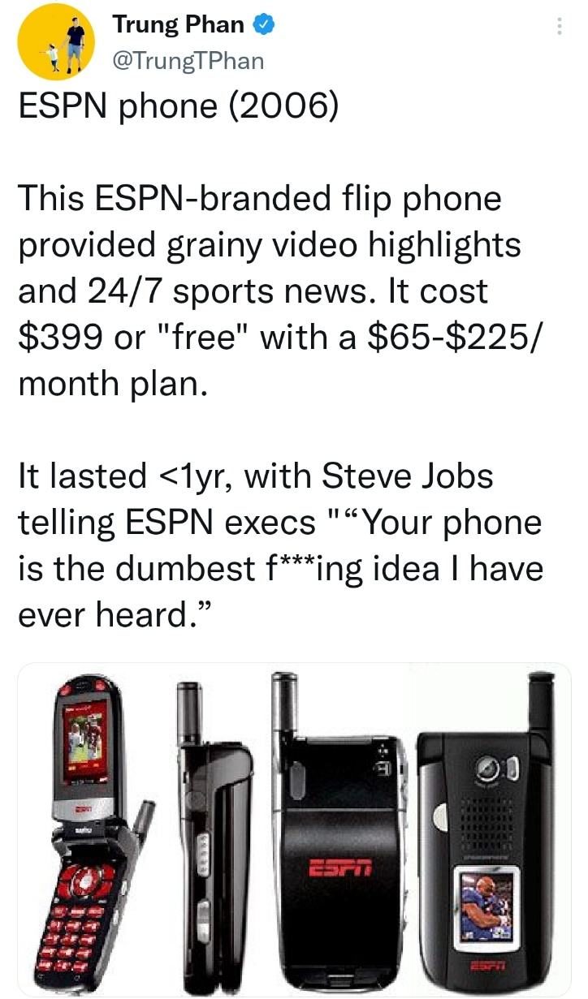 Trung Phan
@TrungTPhan
ESPN phone (2006)
This ESPN-branded flip phone
provided grainy video highlights
and 24/7 sports news. It cost
$399 or "free" with a $65-$225/
month plan.
It lasted <1yr, with Steve Jobs
telling ESPN execs "“Your phone
is the dumbest f***ing idea I have
ever heard.”
ESPN
SANYO
ESPN
ESPN